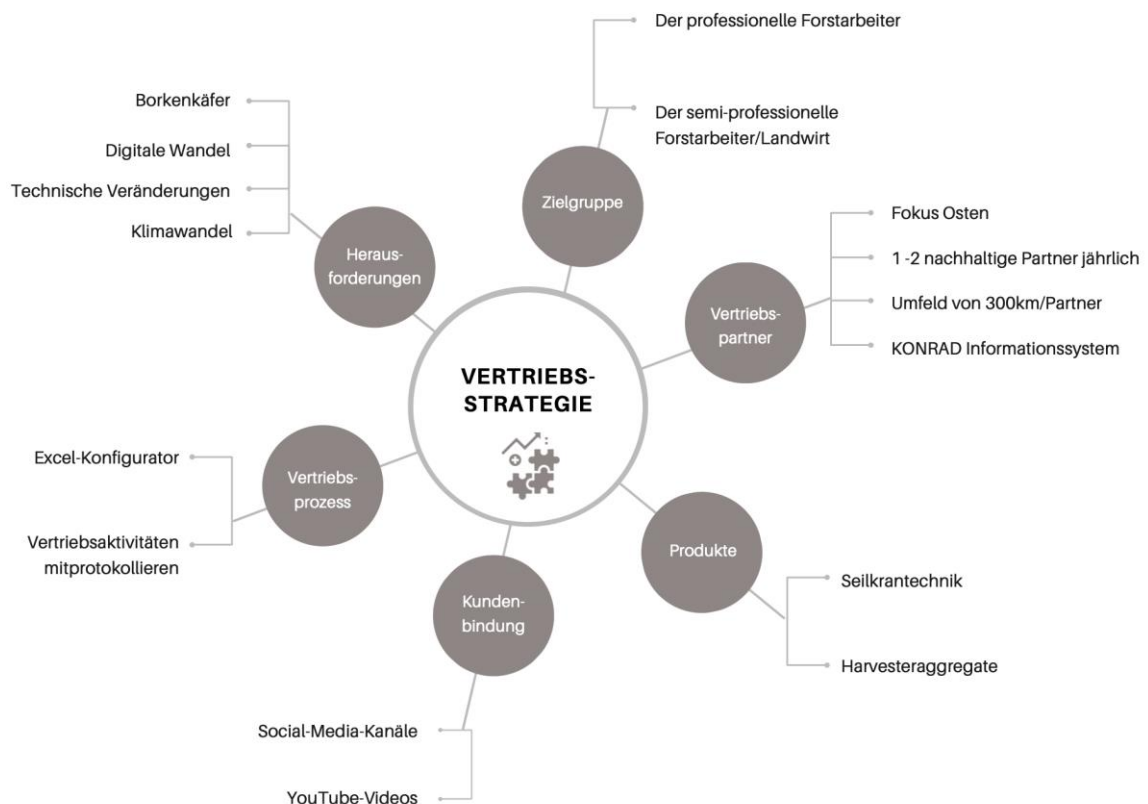 Der professionelle Forstarbeiter
Der semi-professionelle
Forstarbeiter/Landwirt
Zielgruppe
Borkenkäfer
Digitale Wandel
Technische Veränderungen
Klimawandel
Heraus-
forderungen
Fokus Osten
1 -2 nachhaltige Partner jährlich
Umfeld von 300km/Partner
KONRAD Informationssystem
Vertriebs-
partner
VERTRIEBS-
STRATEGIE
Excel-Konfigurator
Vertriebsaktivitäten
mitprotokollieren
Vertriebs-
prozess
Produkte
Seilkrantechnik
Harvesteraggregate
Kunden-
bindung
Social-Media-Kanäle
YouTube-Videos